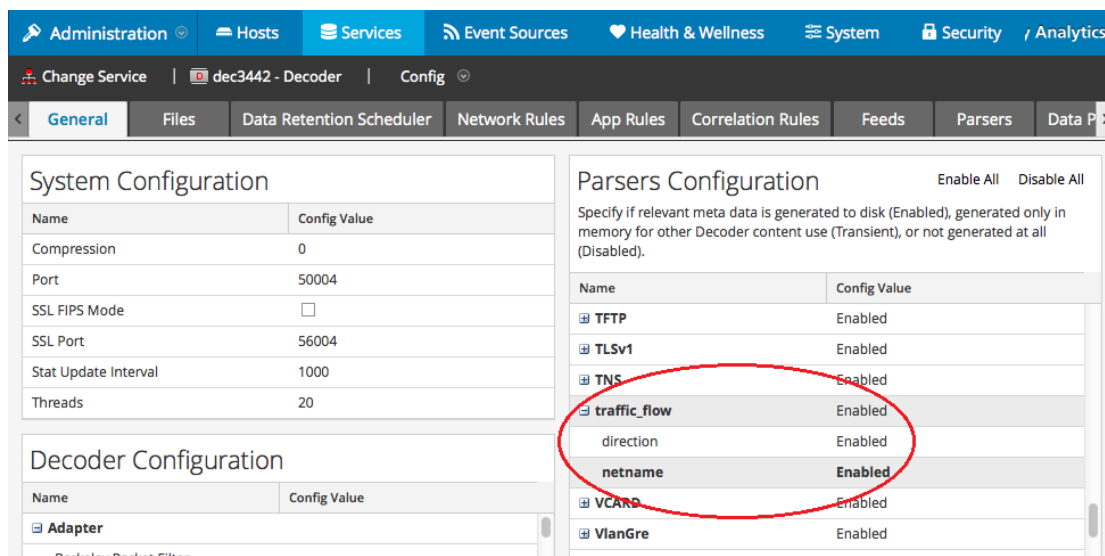 Administration Hosts Services Event Sources Health & Wellness System Security Analytics
Change Service | dec3442 - Decoder | Config
General Files Data Retention Scheduler Network Rules App Rules Correlation Rules Feeds Parsers Data P
System Configuration
Name Config Value
Compression 0
Port 50004
SSL FIPS Mode
SSL Port 56004
Stat Update Interval 1000
Threads 20
Decoder Configuration
Name Config Value
Adapter
Parsers Configuration Enable All Disable All
Specify if relevant meta data is generated to disk (Enabled), generated only in
memory for other Decoder content use (Transient), or not generated at all
(Disabled).
Name Config Value
TFTP Enabled
TLSv1 Enabled
TNS Enabled
traffic_flow Enabled
direction Enabled
netname Enabled
VCARD Enabled
VlanGre Enabled